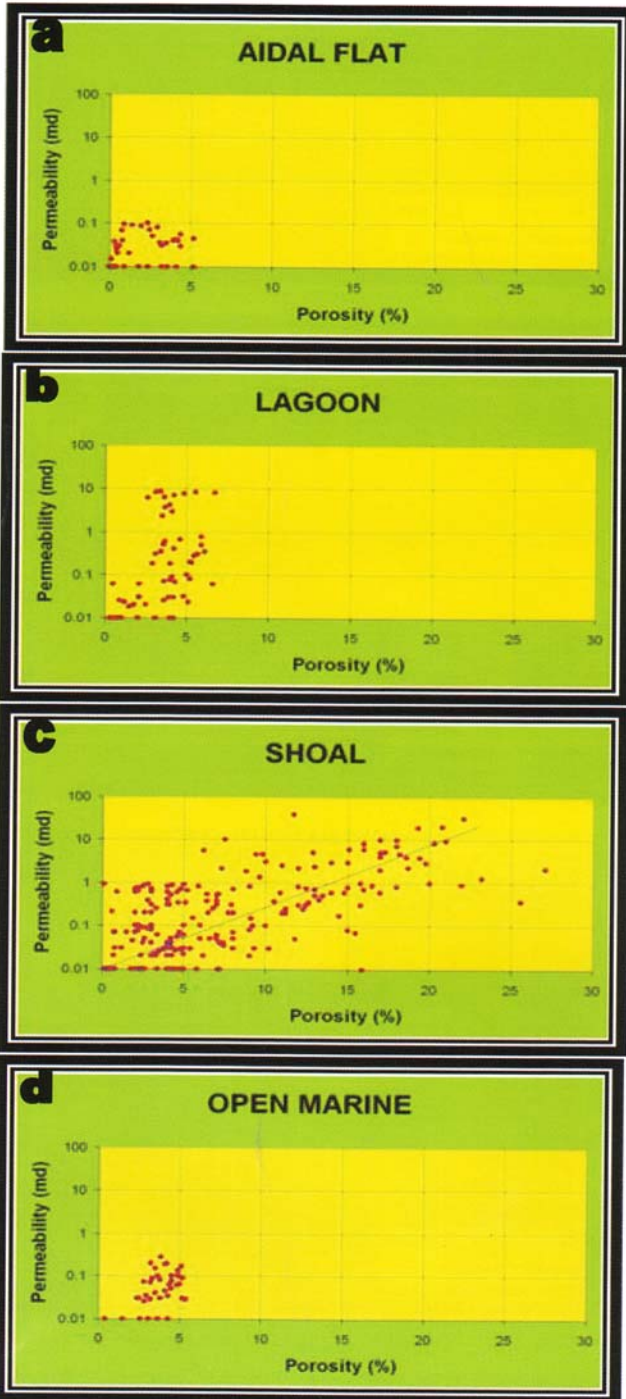 a
AIDAL FLAT
Permeability (md)
100
10
1
0.1
0.01
0 5 10 15 20 25 30
Porosity (%)
b
LAGOON
Permeability (md)
100
10
1
0.1
0.01
0 5 10 15 20 25 30
Porosity (%)
c
SHOAL
Permeability (md)
100
10
1
0.1
0.01
0 5 10 15 20 25 30
Porosity (%)
d
OPEN MARINE
Permeability (md)
100
10
1
0.1
0.01
0 5 10 15 20 25 30
Porosity (%)